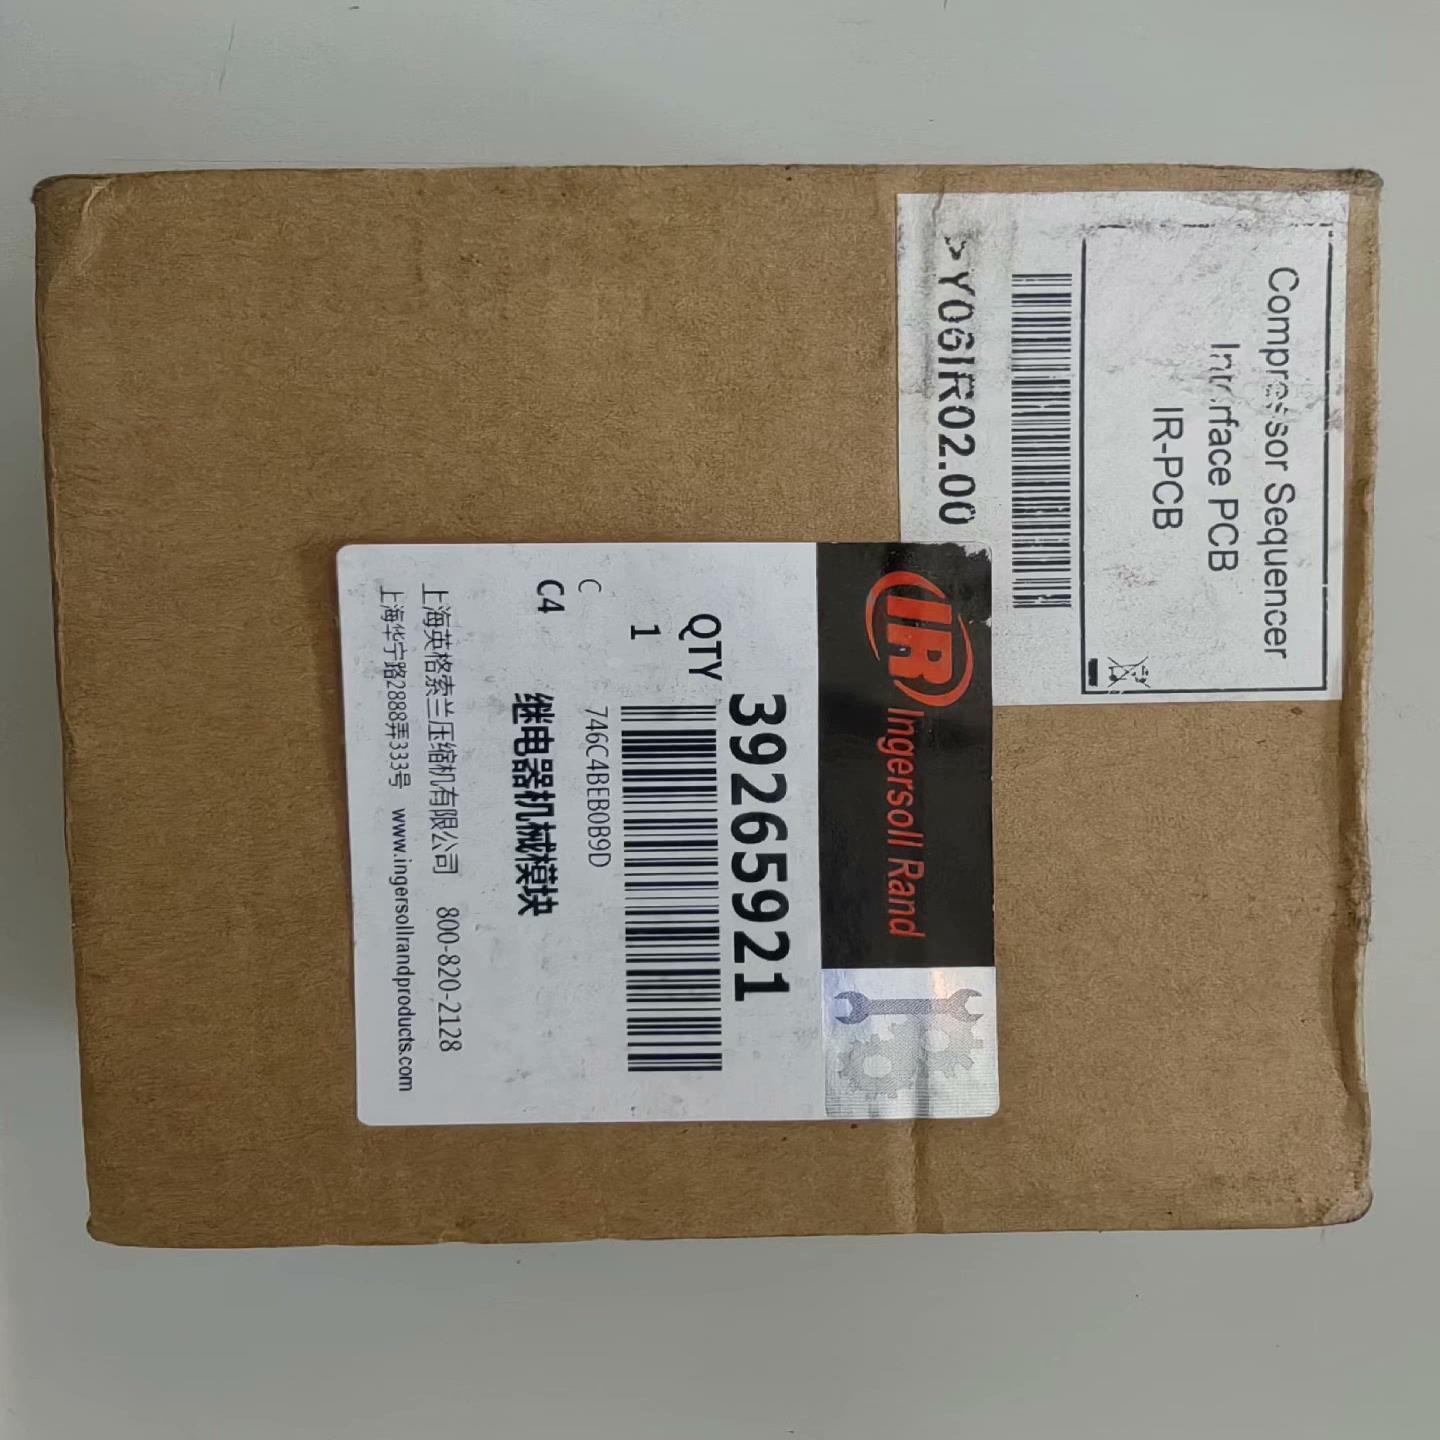 Compressor Sequencer
Interface PCB
IR-PCB
>Y06IR02.00
IR Ingersoll Rand
39265921
QTY
1
C 746C4BEB0B9D
C4 继电器机械模块
上海英格索兰压缩机有限公司 800-820-2128
上海华宁路2888弄333号 www.ingersollrandproducts.com